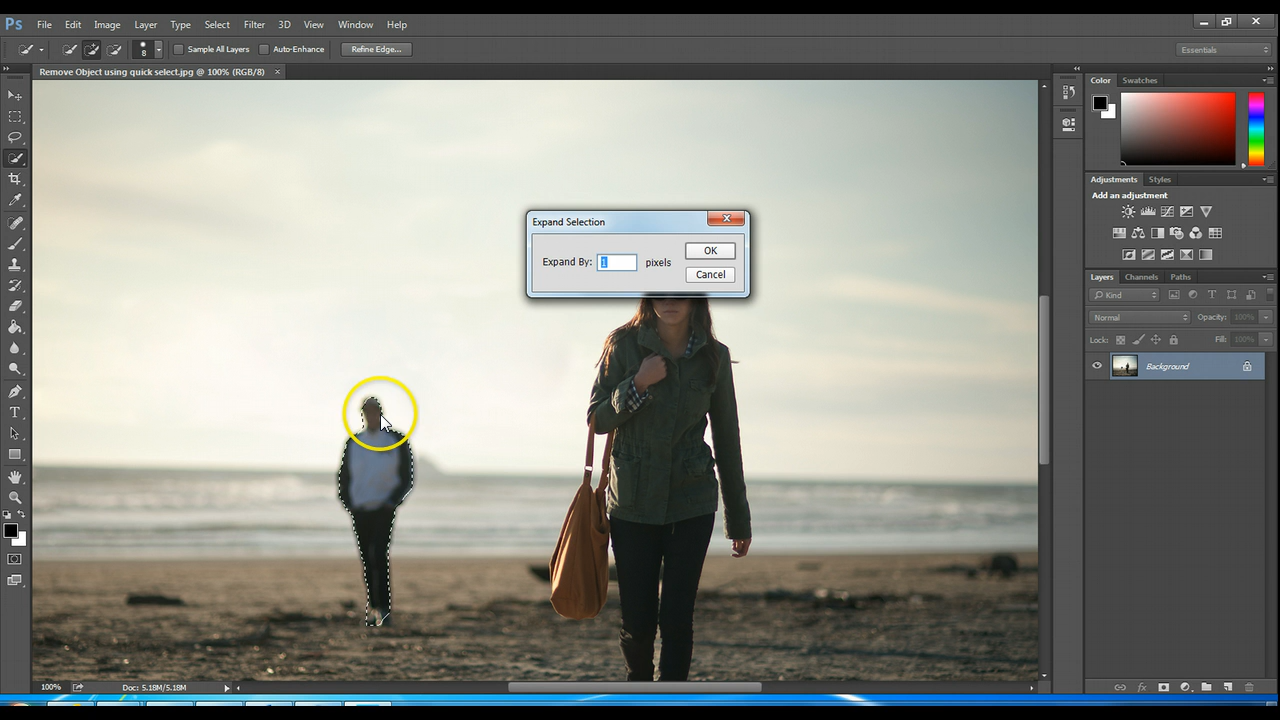 Ps File Edit Image Layer Type Select Filter 3D View Window Help
8 Sample All Layers Auto-Enhance Refine Edge... Essentials
Remove Object using quick select.jpg @ 100% (RGB/8) ×
Color Swatches
Adjustments Styles
Add an adjustment
Expand Selection
Expand By: 1 pixels
OK
Cancel
Layers Channels Paths
Kind
Normal Opacity: 100%
Lock: Fill: 100%
Background
100% Doc: 5.18M/5.18M